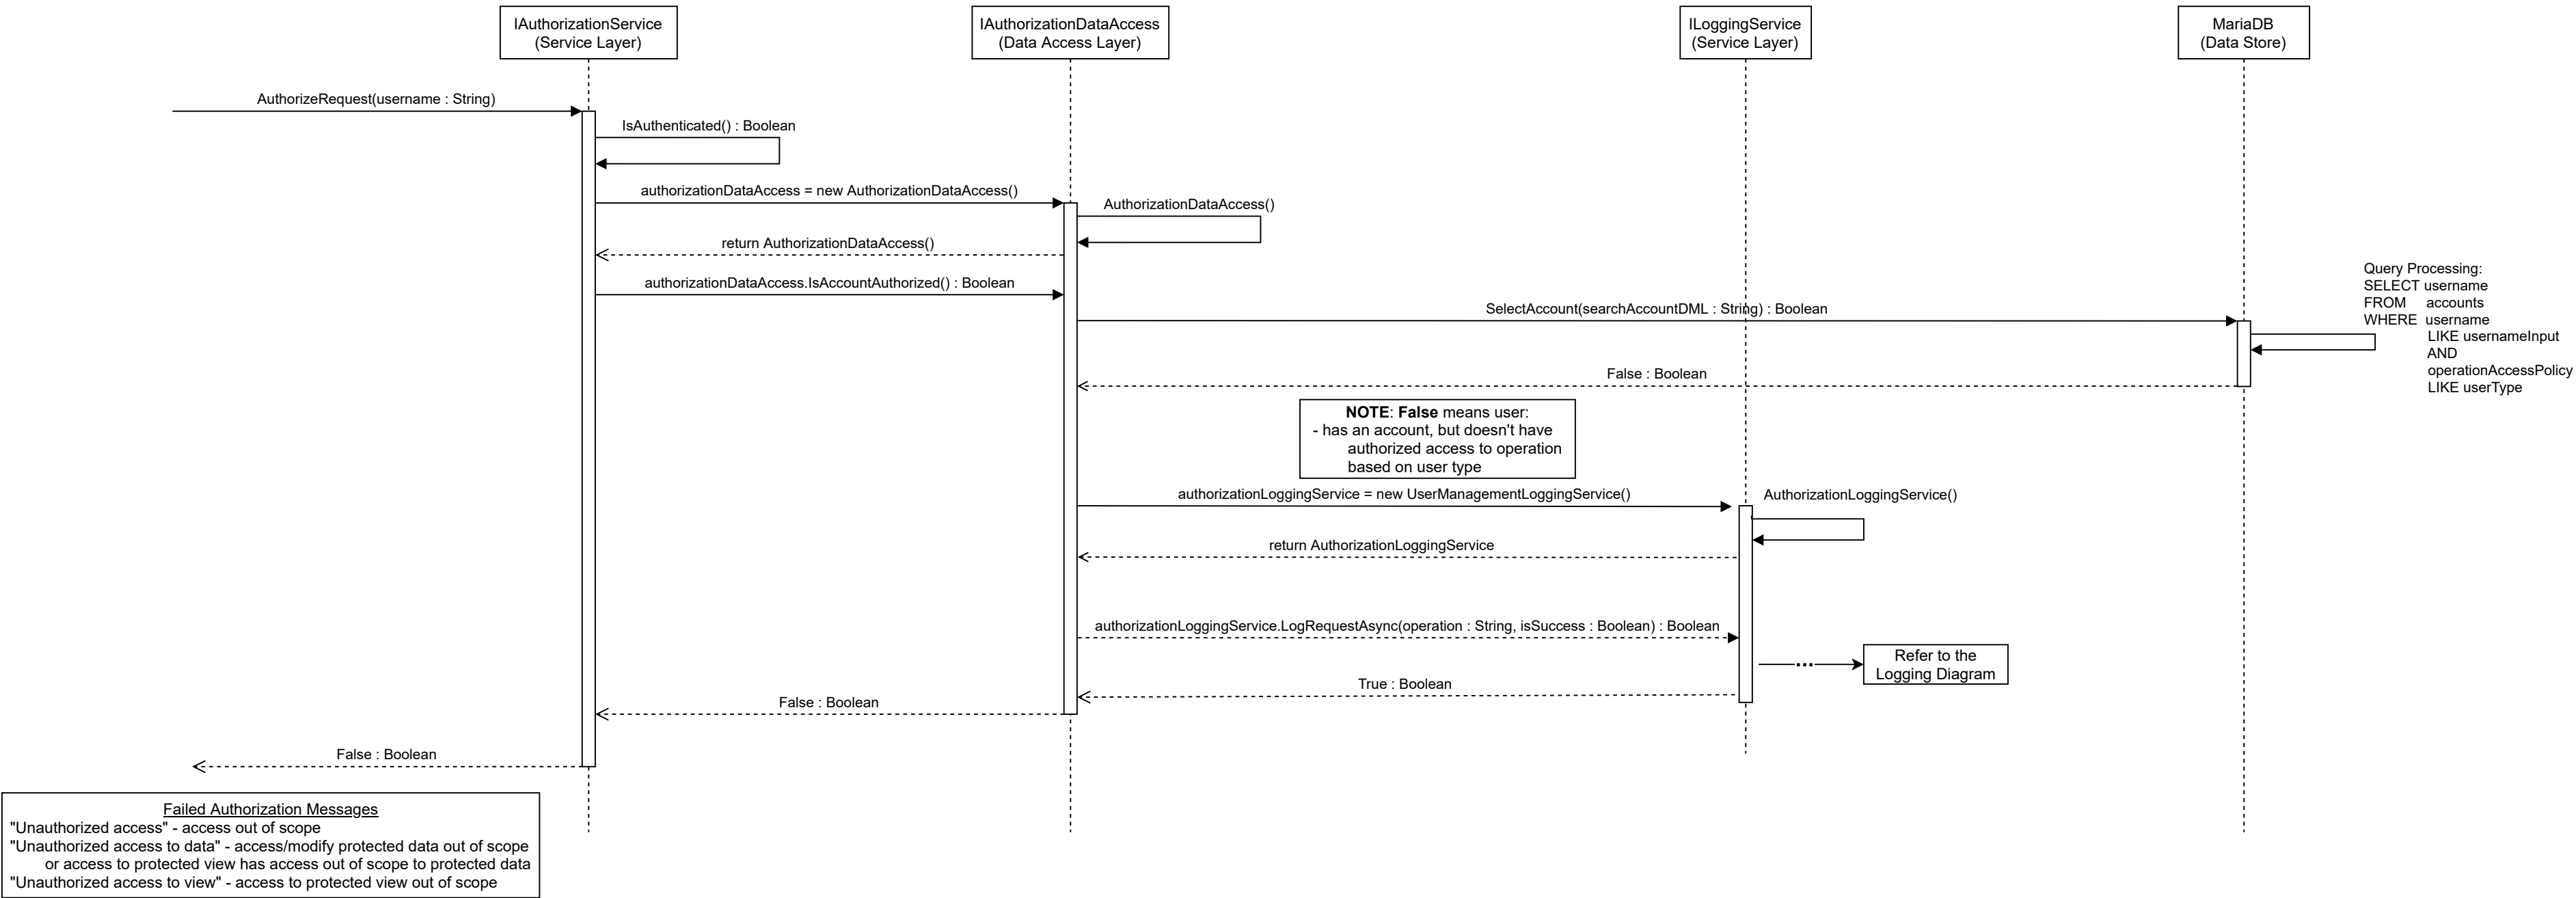 IAuthorizationService
(Service Layer)
IAuthorizationDataAccess
(Data Access Layer)
ILoggingService
(Service Layer)
MariaDB
(Data Store)
AuthorizeRequest(username : String)
IsAuthenticated() : Boolean
authorizationDataAccess = new AuthorizationDataAccess()
AuthorizationDataAccess()
return AuthorizationDataAccess()
authorizationDataAccess.IsAccountAuthorized() : Boolean
SelectAccount(searchAccountDML : String) : Boolean
Query Processing:
SELECT username
FROM accounts
WHERE username
LIKE usernameInput
AND
operationAccessPolicy
LIKE userType
False : Boolean
NOTE: False means user:
- has an account, but doesn't have
authorized access to operation
based on user type
authorizationLoggingService = new UserManagementLoggingService()
AuthorizationLoggingService()
return AuthorizationLoggingService
authorizationLoggingService.LogRequestAsync(operation : String, isSuccess : Boolean) : Boolean
...
Refer to the
Logging Diagram
True : Boolean
False : Boolean
False : Boolean
Failed Authorization Messages
"Unauthorized access" - access out of scope
"Unauthorized access to data" - access/modify protected data out of scope
or access to protected view has access out of scope to protected data
"Unauthorized access to view" - access to protected view out of scope